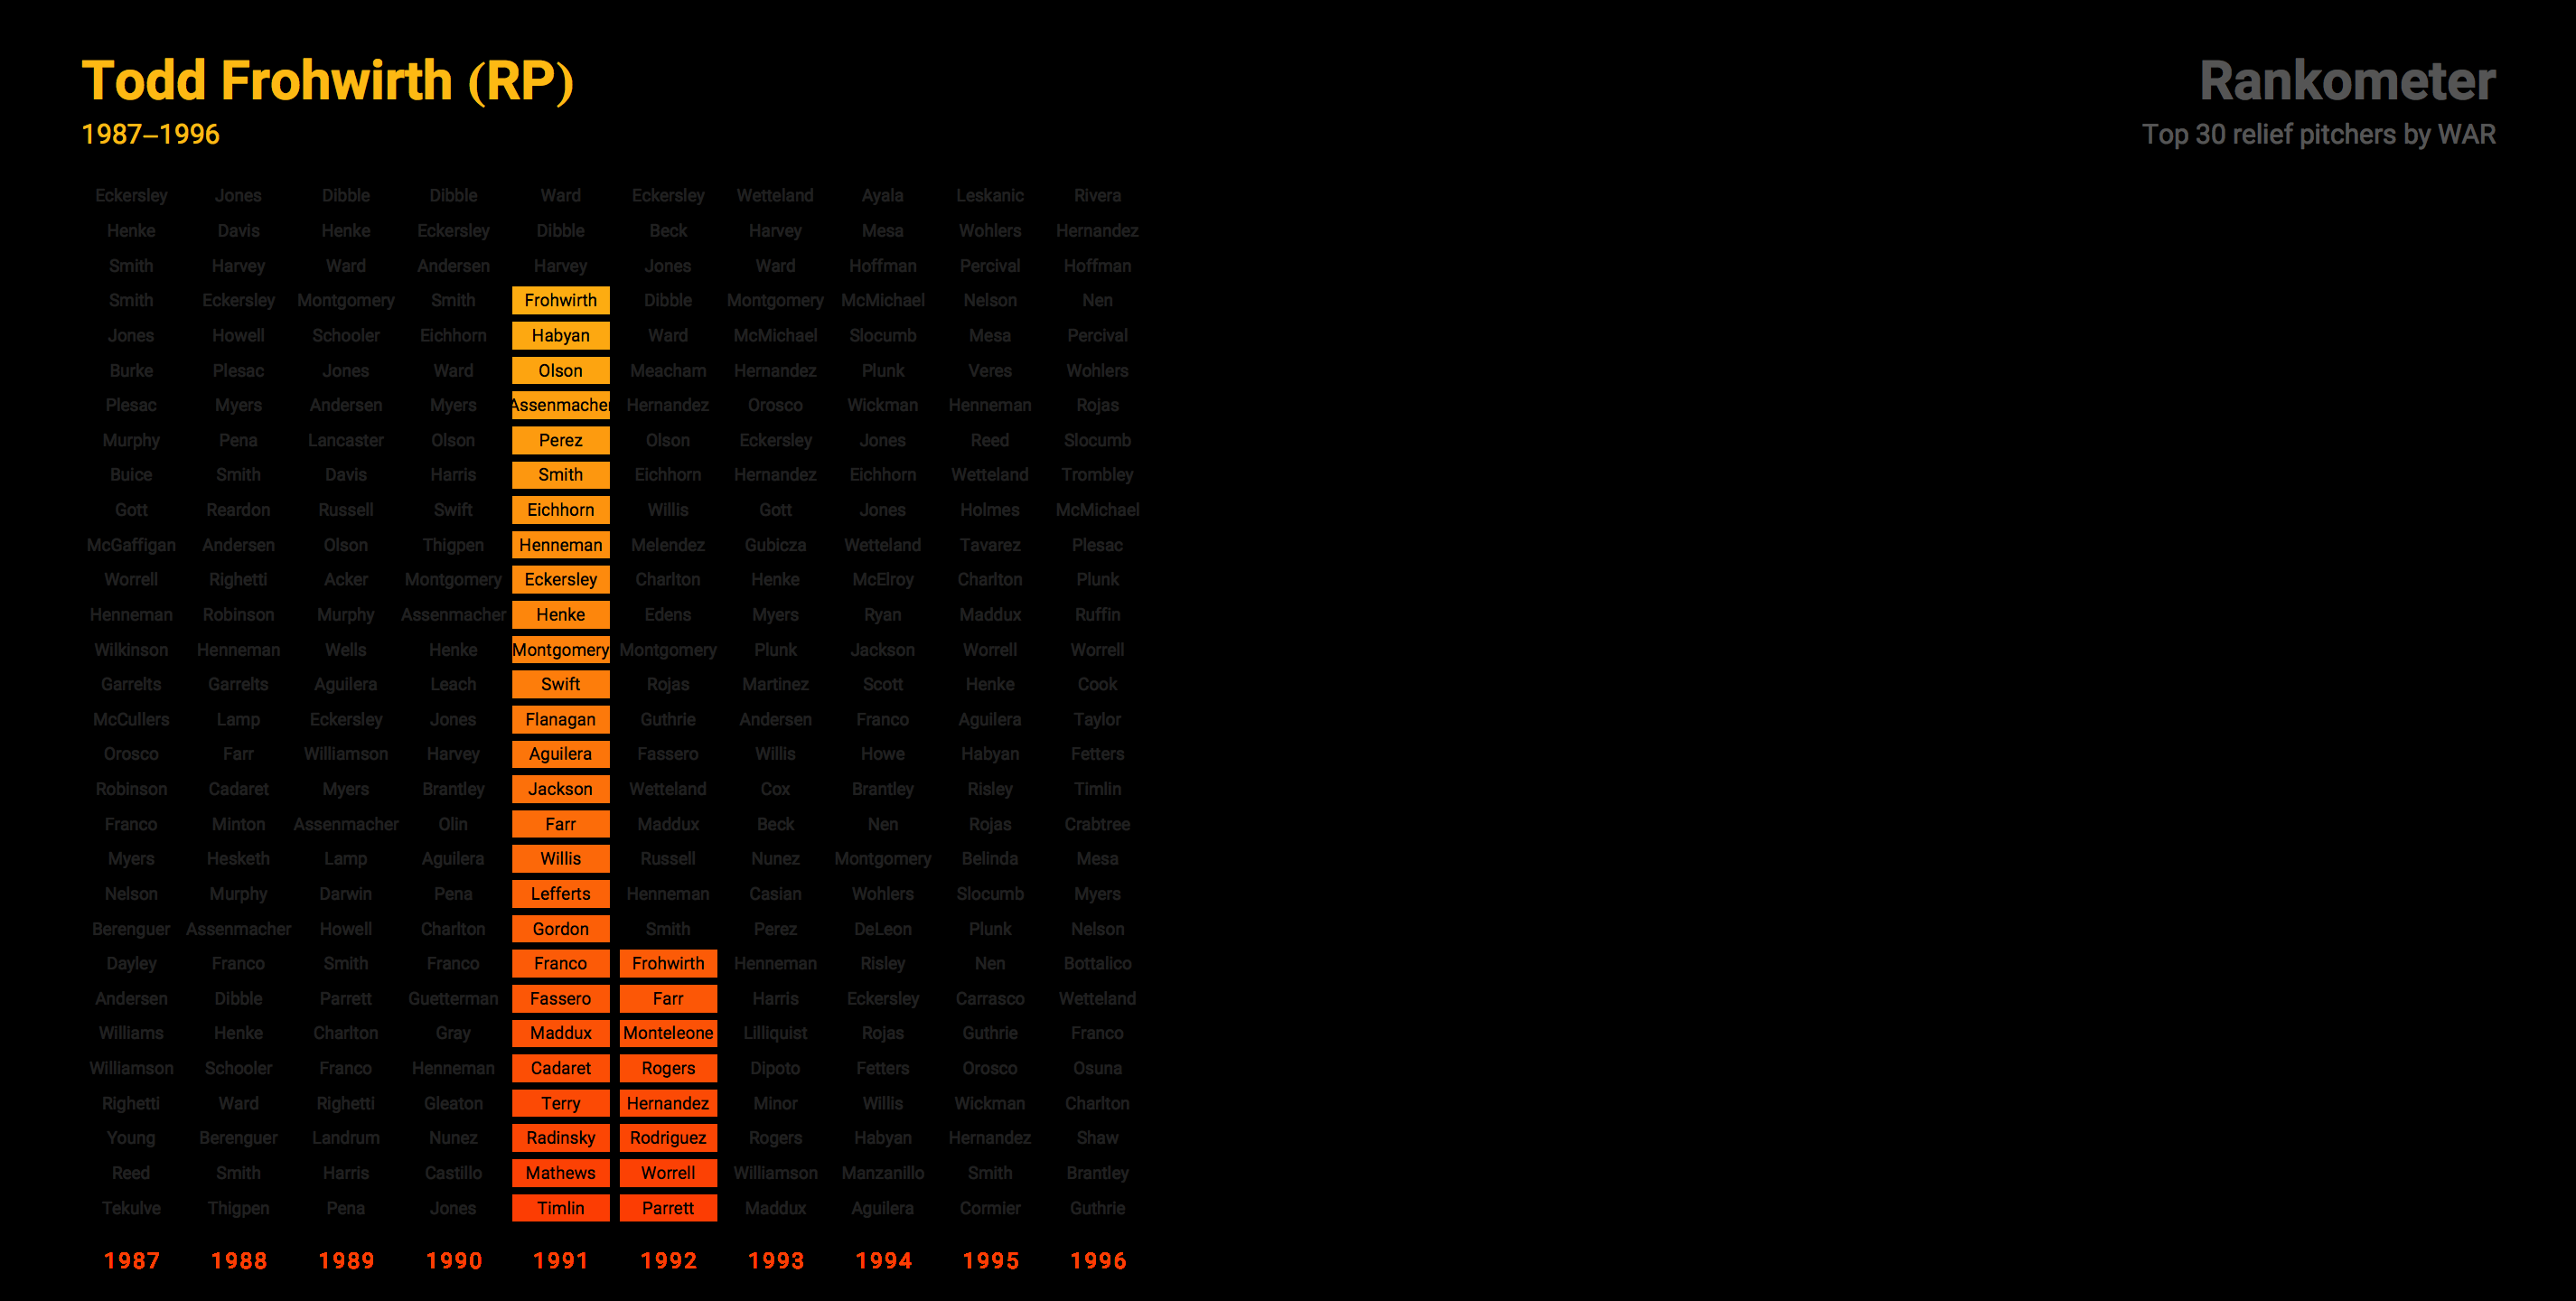 Todd Frohwirth (RP)
1987–1996
Rankometer
Top 30 relief pitchers by WAR
Eckersley Jones Dibble Dibble Ward Eckersley Wetteland Ayala Leskanic Rivera
Henke Davis Henke Eckersley Dibble Beck Harvey Mesa Wohlers Hernandez
Smith Harvey Ward Andersen Harvey Jones Ward Hoffman Percival Hoffman
Smith Eckersley Montgomery Smith Frohwirth Dibble Montgomery McMichael Nelson Nen
Jones Howell Schooler Eichhorn Habyan Ward McMichael Slocumb Mesa Percival
Burke Plesac Jones Ward Olson Meacham Hernandez Plunk Veres Wohlers
Plesac Myers Andersen Myers Assenmacher Hernandez Orosco Wickman Henneman Rojas
Murphy Pena Lancaster Olson Perez Olson Eckersley Jones Reed Slocumb
Buice Smith Davis Harris Smith Eichhorn Hernandez Eichhorn Wetteland Trombley
Gott Reardon Russell Swift Eichhorn Willis Gott Jones Holmes McMichael
McGaffigan Andersen Olson Thigpen Henneman Melendez Gubicza Wetteland Tavarez Plesac
Worrell Righetti Acker Montgomery Eckersley Charlton Henke McElroy Charlton Plunk
Henneman Robinson Murphy Assenmacher Henke Edens Myers Ryan Maddux Ruffin
Wilkinson Henneman Wells Henke Montgomery Montgomery Plunk Jackson Worrell Worrell
Garrelts Garrelts Aguilera Leach Swift Rojas Martinez Scott Henke Cook
McCullers Lamp Eckersley Jones Flanagan Guthrie Andersen Franco Aguilera Taylor
Orosco Farr Williamson Harvey Aguilera Fassero Willis Howe Habyan Fetters
Robinson Cadaret Myers Brantley Jackson Wetteland Cox Brantley Risley Timlin
Franco Minton Assenmacher Olin Farr Maddux Beck Nen Rojas Crabtree
Myers Hesketh Lamp Aguilera Willis Russell Nunez Montgomery Belinda Mesa
Nelson Murphy Darwin Pena Lefferts Henneman Casian Wohlers Slocumb Myers
Berenguer Assenmacher Howell Charlton Gordon Smith Perez DeLeon Plunk Nelson
Dayley Franco Smith Franco Franco Frohwirth Henneman Risley Nen Bottalico
Andersen Dibble Parrett Guetterman Fassero Farr Harris Eckersley Carrasco Wetteland
Williams Henke Charlton Gray Maddux Monteleone Lilliquist Rojas Guthrie Franco
Williamson Schooler Franco Henneman Cadaret Rogers Dipoto Fetters Orosco Osuna
Righetti Ward Righetti Gleaton Terry Hernandez Minor Willis Wickman Charlton
Young Berenguer Landrum Nunez Radinsky Rodriguez Rogers Habyan Hernandez Shaw
Reed Smith Harris Castillo Mathews Worrell Williamson Manzanillo Smith Brantley
Tekulve Thigpen Pena Jones Timlin Parrett Maddux Aguilera Cormier Guthrie
1987 1988 1989 1990 1991 1992 1993 1994 1995 1996